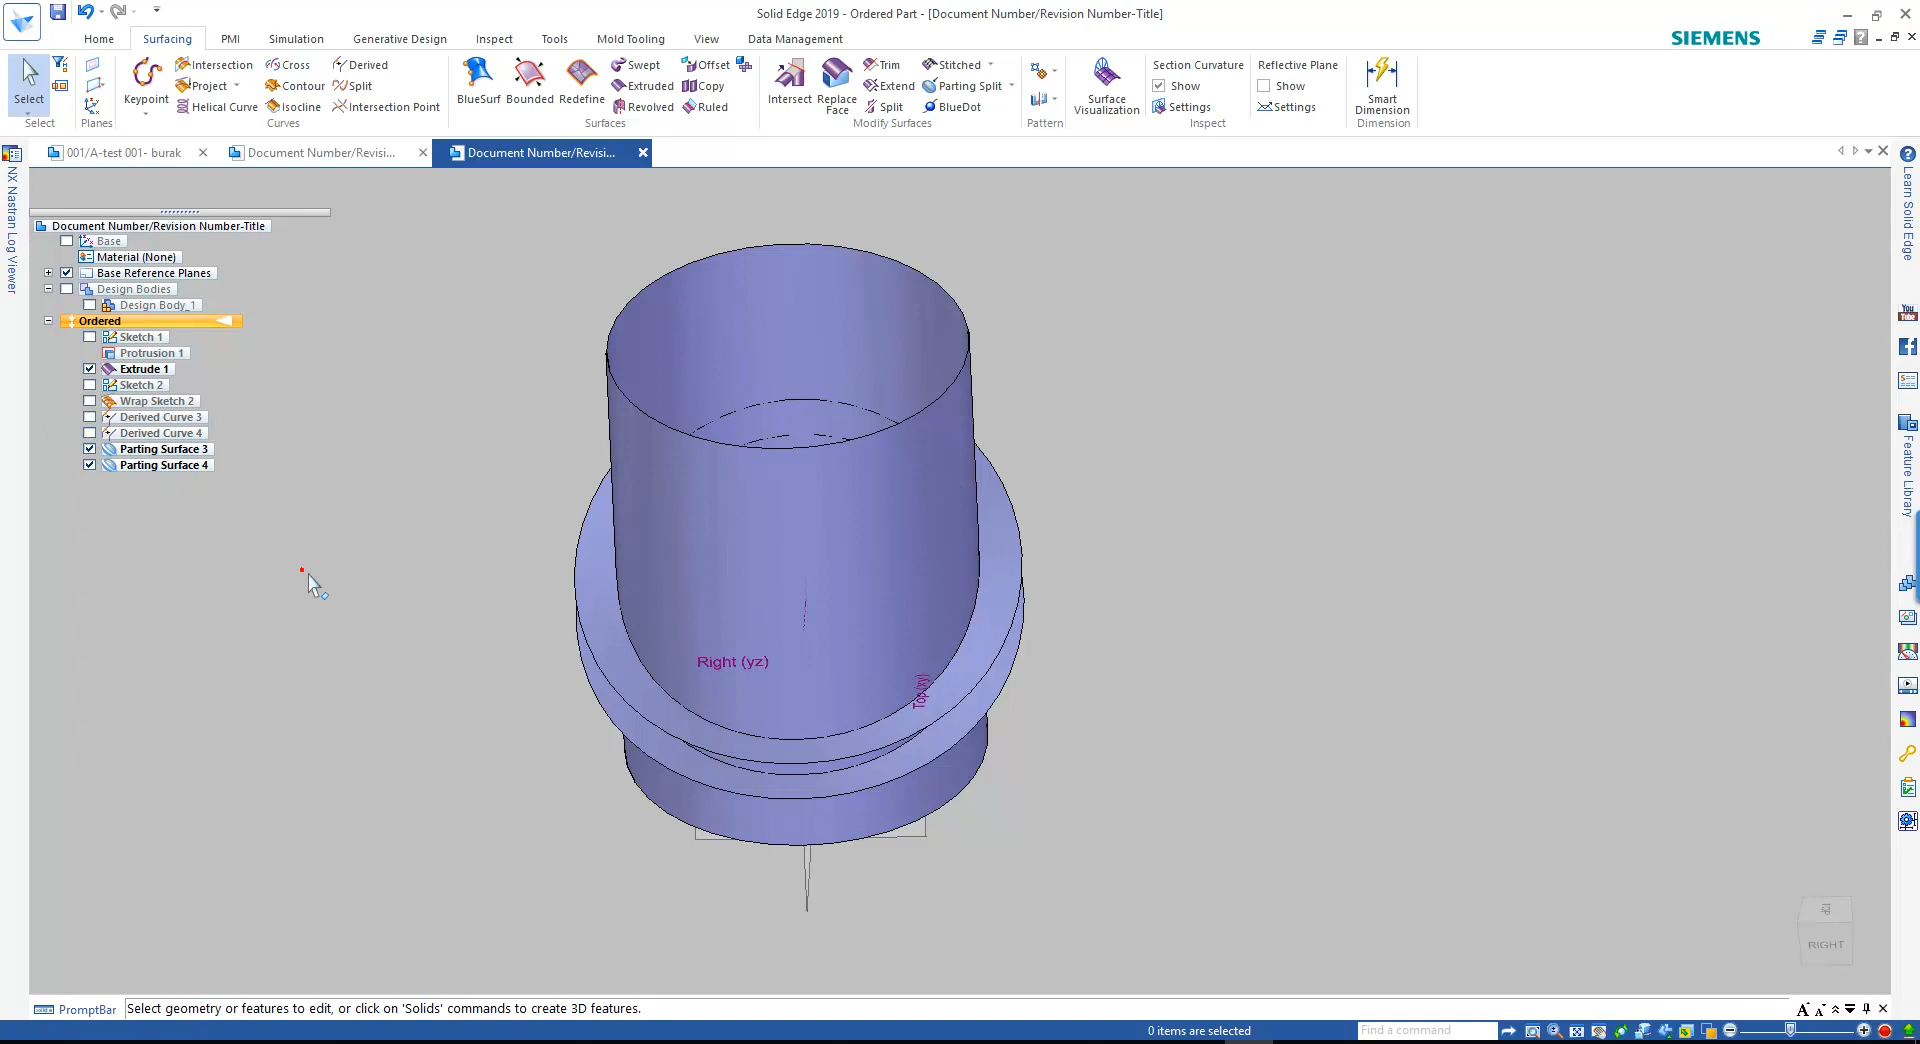 Solid Edge 2019 - Ordered Part - [Document Number/Revision Number-Title]
Home Surfacing PMI Simulation Generative Design Inspect Tools Mold Tooling View Data Management
SIEMENS
Intersection Cross Derived Swept Offset Trim Stitched Section Curvature Reflective Plane
Project Contour Split Extruded Copy Extend Parting Split Show Show
Select Keypoint BlueSurf Bounded Redefine Intersect Replace Face Surface Visualization Smart Dimension
Helical Curve Isocline Intersection Point Revolved Ruled Split BlueDot Settings Settings
Select Planes Curves Surfaces Modify Surfaces Pattern Inspect Dimension
001/A-test 001- burak Document Number/Revisi... Document Number/Revisi...
NX Nastran Log Viewer
Learn Solid Edge
You Tube
Feature Library
Document Number/Revision Number-Title
Base
Material (None)
Base Reference Planes
Design Bodies
Design Body_1
Ordered
Sketch 1
Protrusion 1
Extrude 1
Sketch 2
Wrap Sketch 2
Derived Curve 3
Derived Curve 4
Parting Surface 3
Parting Surface 4
Right (yz)
Top (xy)
RIGHT
PromptBar
Select geometry or features to edit, or click on 'Solids' commands to create 3D features.
0 items are selected
Find a command